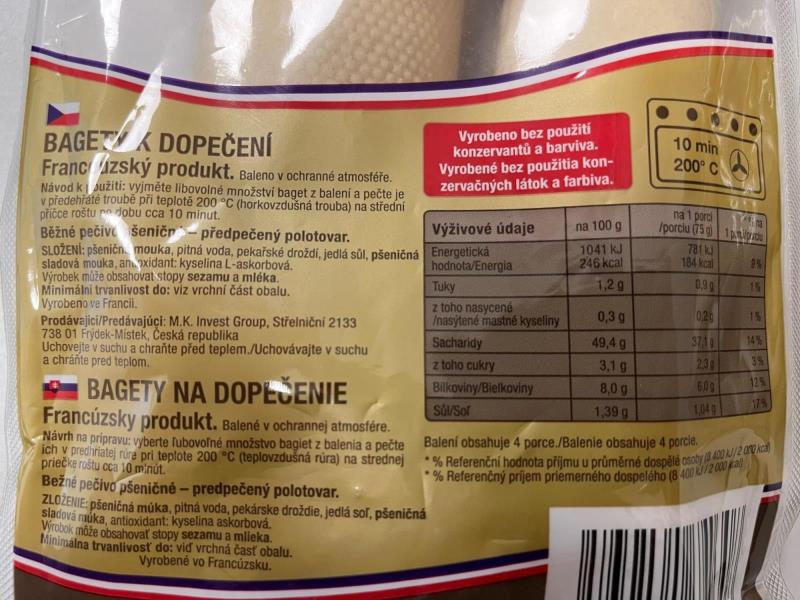 BAGETY K DOPEČENÍ
Francouzský produkt. Baleno v ochranné atmosféře.
Návod k použití: vyjměte libovolné množství baget z balení a pečte je
v předehřáté troubě při teplotě 200 °C (horkovzdušná trouba) na střední
příčce roštu po dobu cca 10 minut.
Běžné pečivo pšeničné – předpečený polotovar.
SLOŽENÍ: pšeničná mouka, pitná voda, pekařské droždí, jedlá sůl, pšeničná
sladová mouka, antioxidant: kyselina L-askorbová.
Výrobek může obsahovat stopy sezamu a mléka.
Minimální trvanlivost do: viz vrchní část obalu.
Vyrobeno ve Francii.
Prodávající/Predávajúci: M.K. Invest Group, Střelniční 2133
738 01 Frýdek-Místek, Česká republika
Uchovejte v suchu a chraňte před teplem./Uchovávajte v suchu
a chráňte pred teplom.
BAGETY NA DOPEČENIE
Francúzsky produkt. Balené v ochrannej atmosfére.
Návrh na prípravu: vyberte ľubovoľné množstvo bagiet z balenia a pečte
ich v predhriatej rúre pri teplote 200 °C (teplovzdušná rúra) na strednej
priečke roštu cca 10 minút.
Bežné pečivo pšeničné – predpečený polotovar.
ZLOŽENIE: pšeničná múka, pitná voda, pekárske droždie, jedlá soľ, pšeničná
sladová múka, antioxidant: kyselina askorbová.
Výrobok môže obsahovať stopy sezamu a mlieka.
Minimálna trvanlivosť do: viď vrchná časť obalu.
Vyrobené vo Francúzsku.
Vyrobeno bez použití
konzervantů a barviva.
Vyrobené bez použitia kon-
zervačných látok a farbiva.
10 min
200° C
Výživové údaje na 100 g na 1 porci /porciu (75 g) 1 porci/porciu
Energetická hodnota/Energia 1041 kJ 246 kcal 781 kJ 184 kcal 9%
Tuky 1,2 g 0,9 g 1%
z toho nasycené /nasýtené mastné kyseliny 0,3 g 0,2 g 1%
Sacharidy 49,4 g 37,1 g 14%
z toho cukry 3,1 g 2,3 g 3%
Bílkoviny/Bielkoviny 8,0 g 6,0 g 12%
Sůl/Soľ 1,39 g 1,04 g 17%
Balení obsahuje 4 porce./Balenie obsahuje 4 porcie.
* % Referenční hodnota příjmu u průměrné dospělé osoby (8 400 kJ/2 000 kcal)
* % Referenčný príjem priemerného dospelého (8 400 kJ/2 000 kcal)